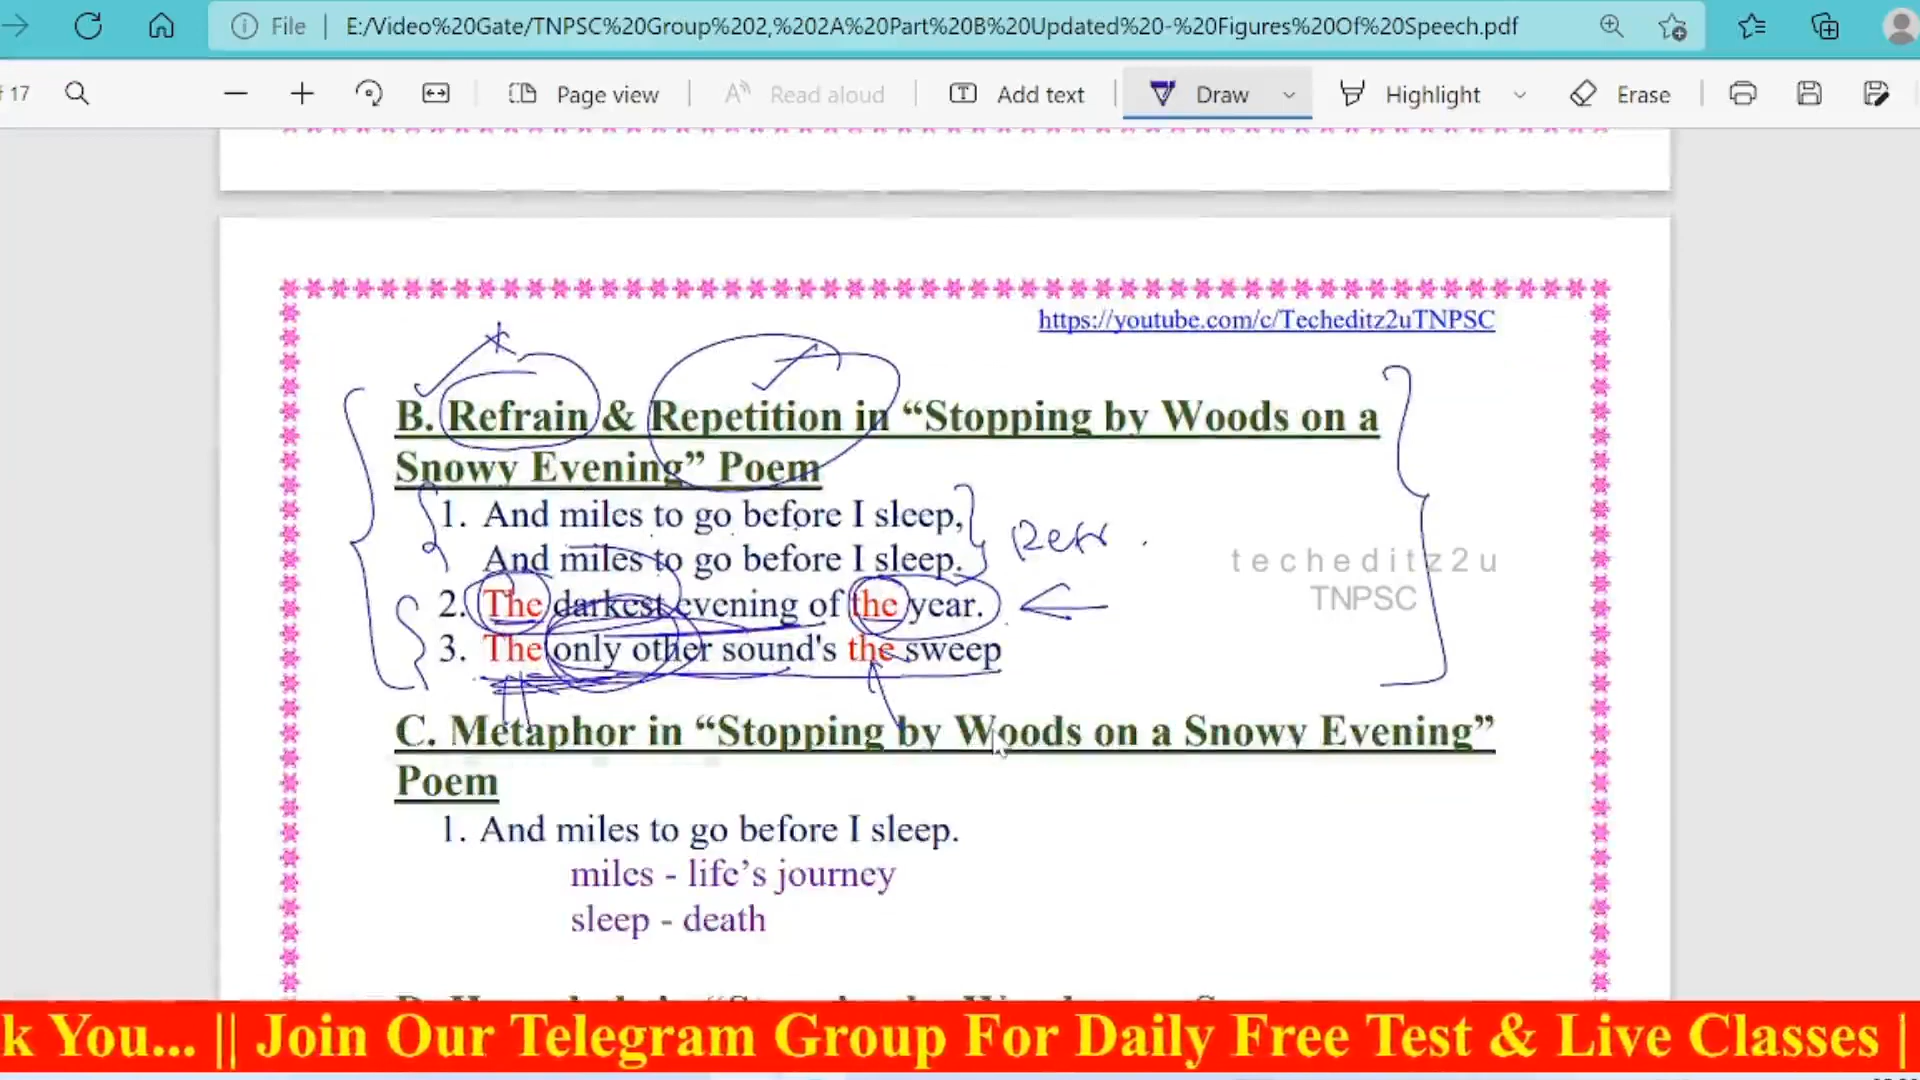 File | E:/Video%20Gate/TNPSC%20Group%202,%202A%20Part%20B%20Updated%20-%20Figures%20Of%20Speech.pdf
17
Page view
Read aloud
Add text
Draw
Highlight
Erase
https://youtube.com/c/Techeditz2uTNPSC
B. Refrain & Repetition in “Stopping by Woods on a
Snowy Evening” Poem
1. And miles to go before I sleep,
And miles to go before I sleep.
Refr
techeditz2u
TNPSC
2. The darkest evening of the year.
3. The only other sound's the sweep
C. Metaphor in “Stopping by Woods on a Snowy Evening”
Poem
1. And miles to go before I sleep.
miles - life’s journey
sleep - death
k You... || Join Our Telegram Group For Daily Free Test & Live Classes |